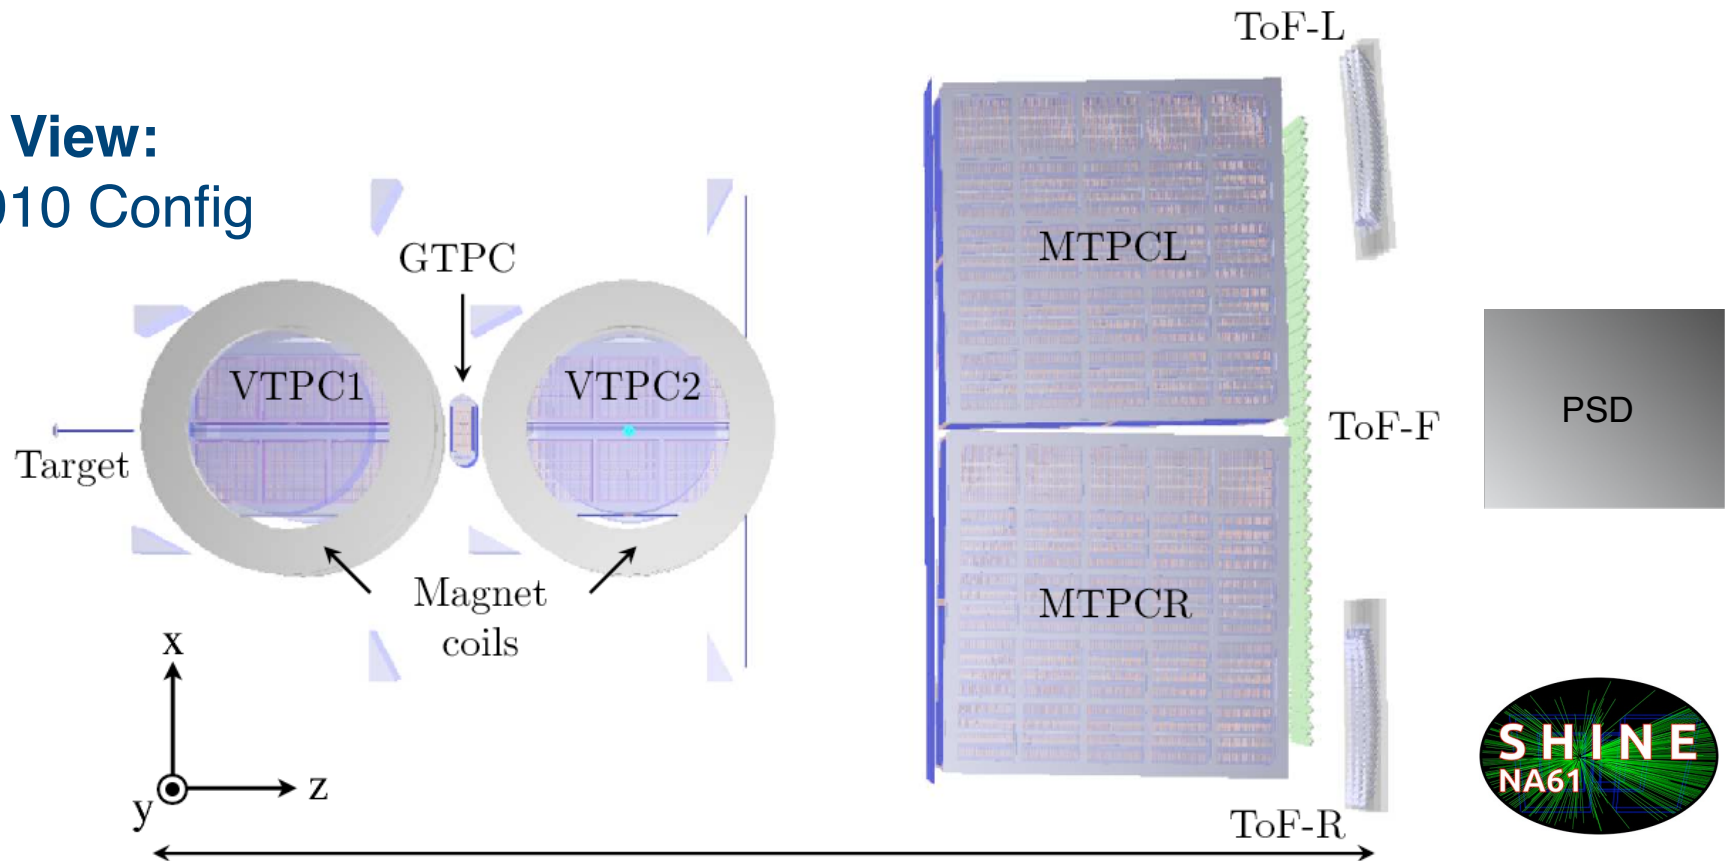 View:
010 Config
ToF-L
GTPC
MTPCL
VTPC1
VTPC2
PSD
ToF-F
Target
Magnet
coils
MTPCR
x
z
y
ToF-R
SHINE
NA61